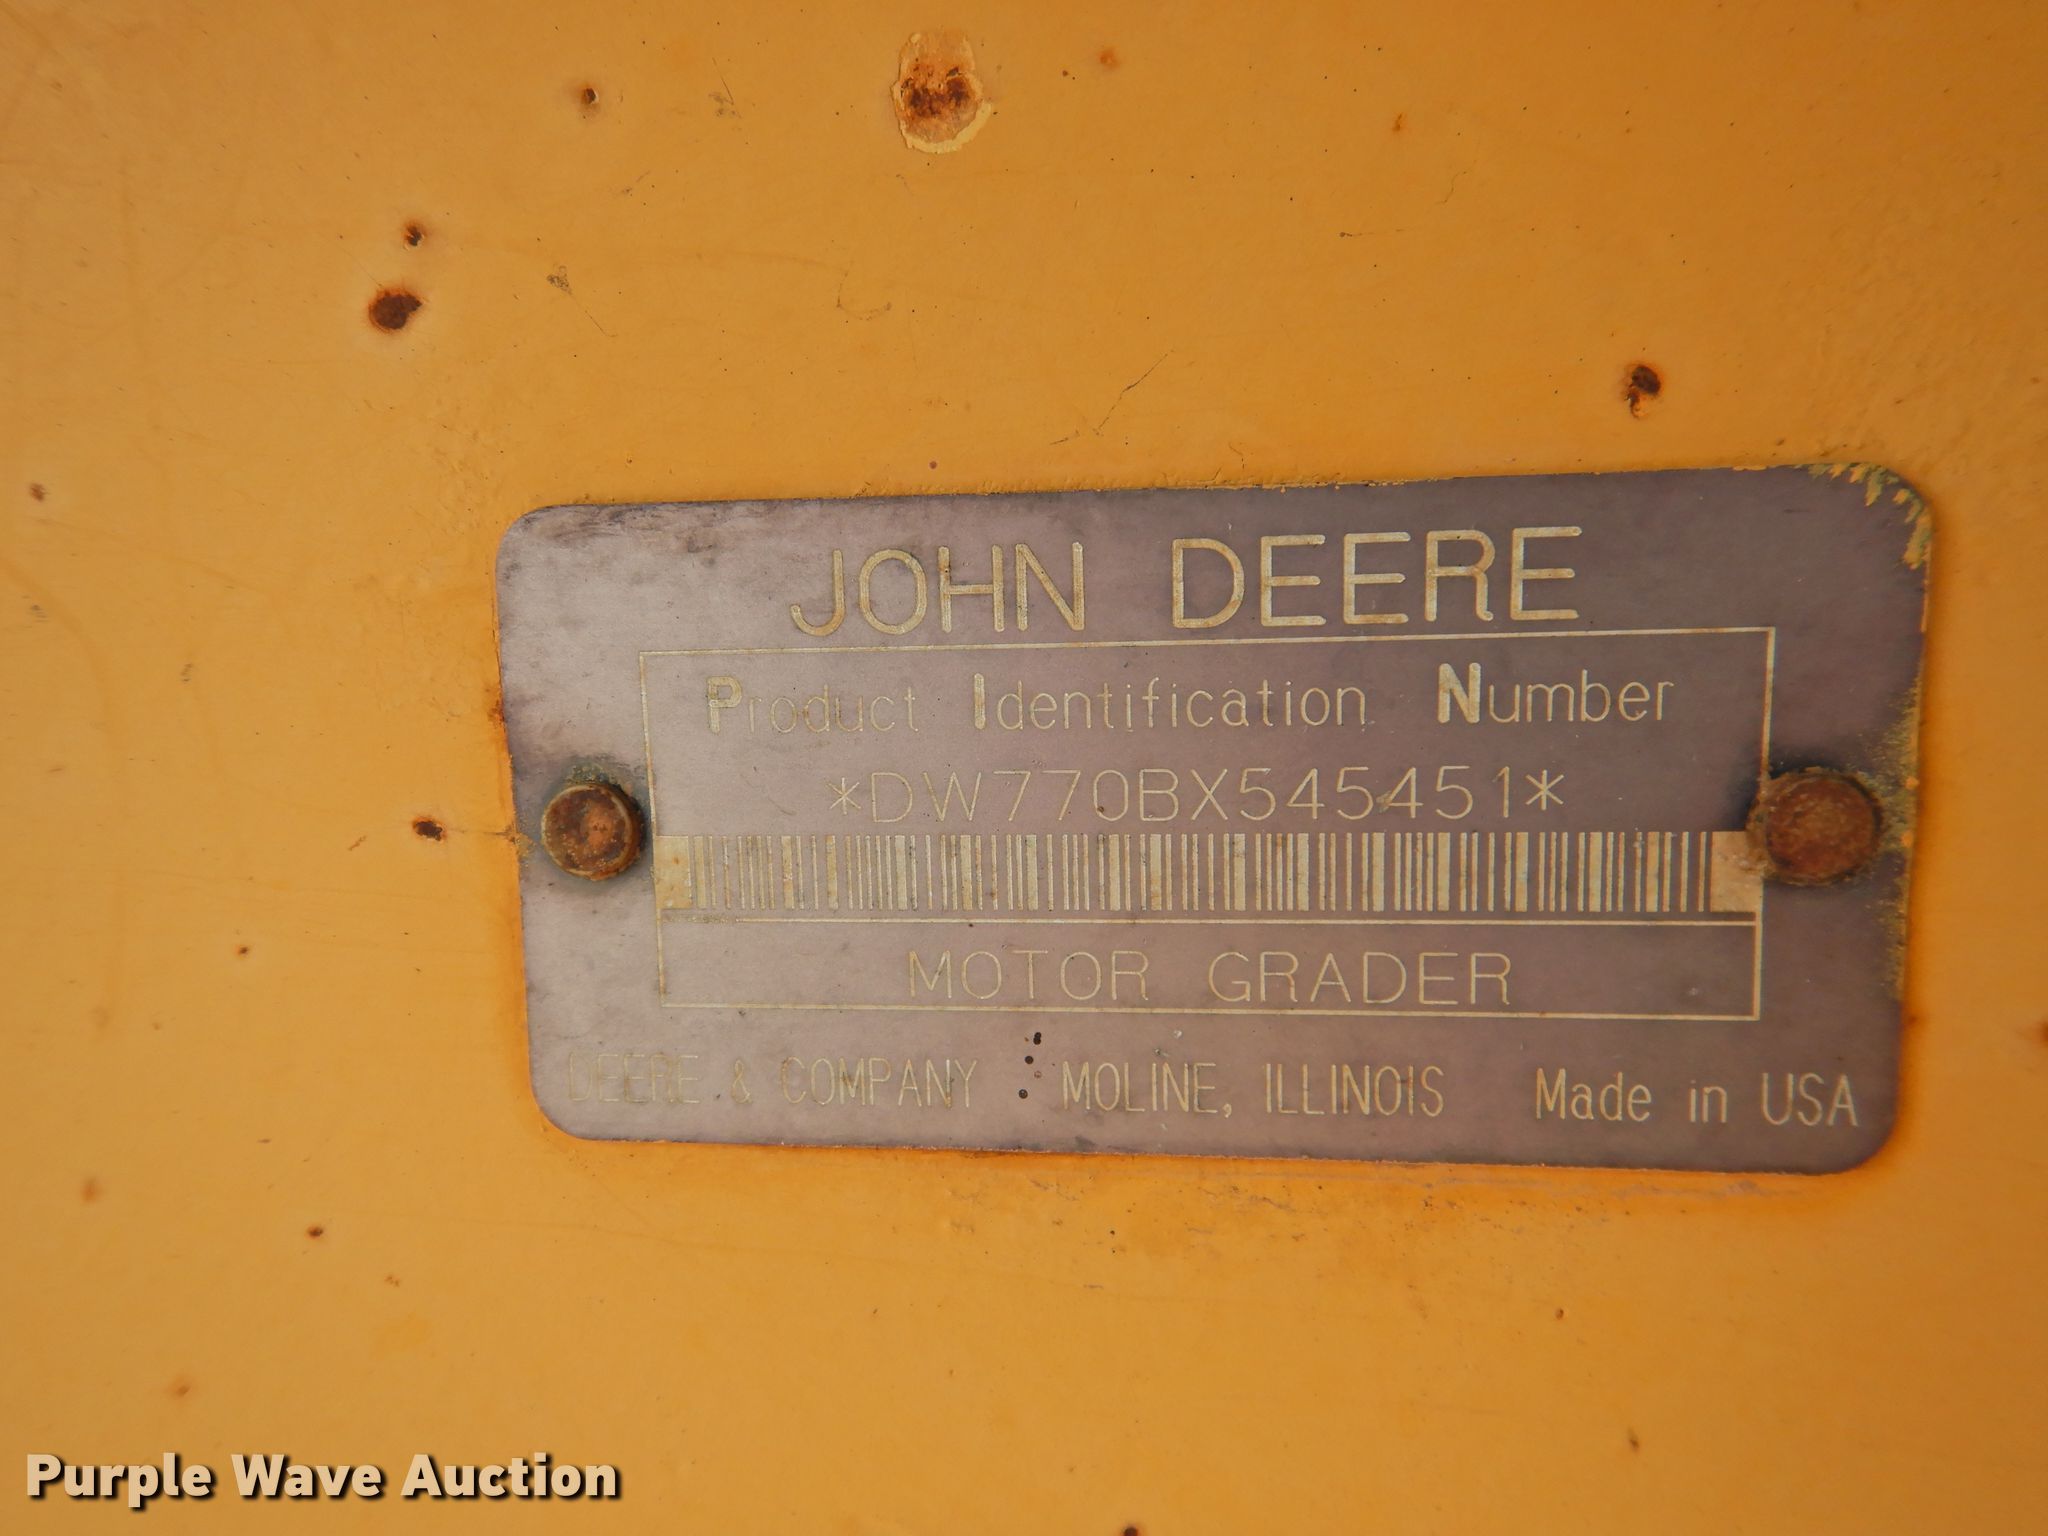 JOHN DEERE
Product Identification Number
*DW770BX545451*
MOTOR GRADER
DEERE & COMPANY MOLINE, ILLINOIS Made in USA
Purple Wave Auction